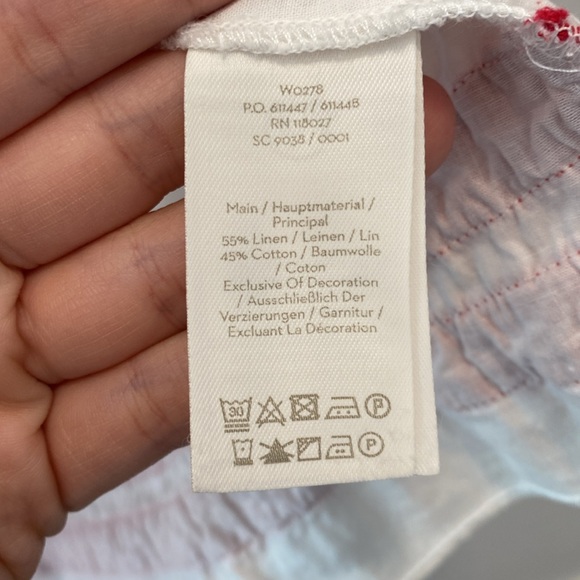 W0278
P.O. 611447 / 611448
RN 118027
SC 9038 / 0001
Main / Hauptmaterial /
Principal
55% Linen / Leinen / Lin
45% Cotton / Baumwolle
/ Coton
Exclusive Of Decoration
/ Ausschließlich Der
Verzierungen / Garnitur /
Excluant La Décoration
30
P
P